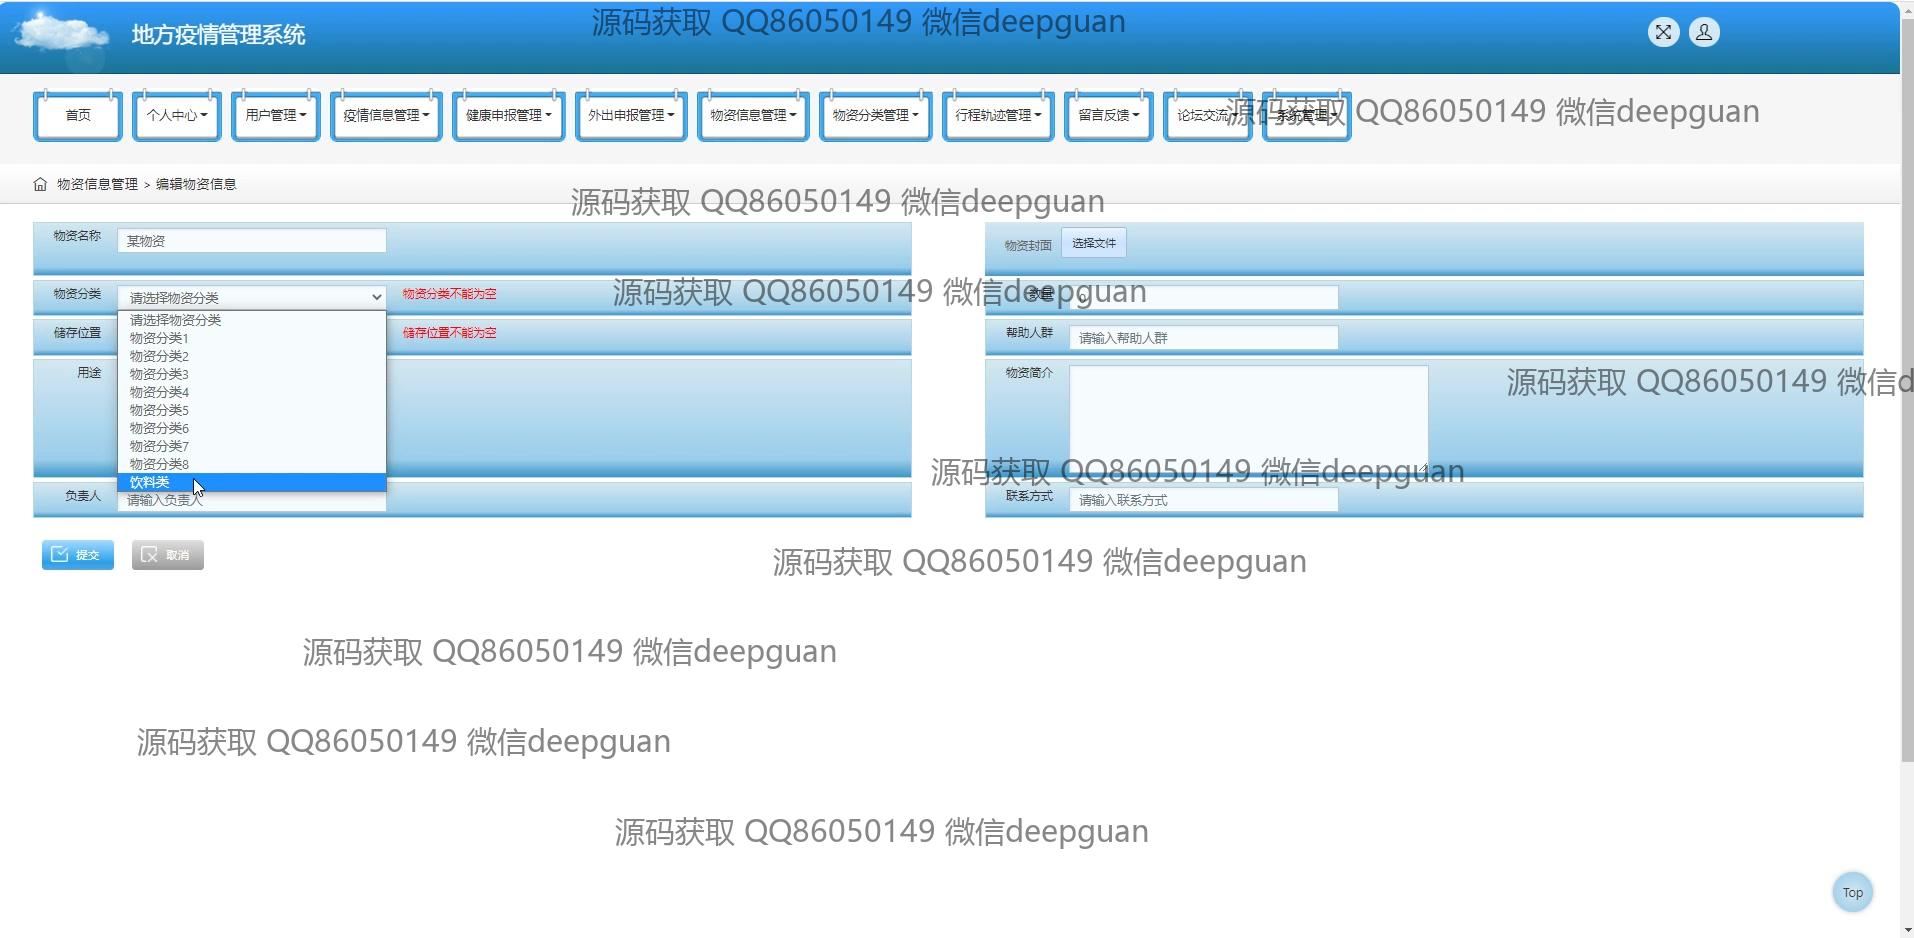 地方疫情管理系统
源码获取 QQ86050149 微信deepguan
首页
个人中心
用户管理
疫情信息管理
健康申报管理
外出申报管理
物资信息管理
物资分类管理
行程轨迹管理
留言反馈
论坛交流
系统管理
源码获取 QQ86050149 微信deepguan
物资信息管理 > 编辑物资信息
源码获取 QQ86050149 微信deepguan
物资名称 某物资
物资封面 选择文件
物资分类 请选择物资分类 物资分类不能为空
源码获取 QQ86050149 微信deepguan
数量
请选择物资分类
物资分类1
物资分类2
物资分类3
物资分类4
物资分类5
物资分类6
物资分类7
物资分类8
饮料类
储存位置 储存位置不能为空
帮助人群 请输入帮助人群
用途
物资简介
源码获取 QQ86050149 微信d
源码获取 QQ86050149 微信deepguan
负责人 请输入负责人
联系方式 请输入联系方式
提交
取消
源码获取 QQ86050149 微信deepguan
源码获取 QQ86050149 微信deepguan
源码获取 QQ86050149 微信deepguan
源码获取 QQ86050149 微信deepguan
Top